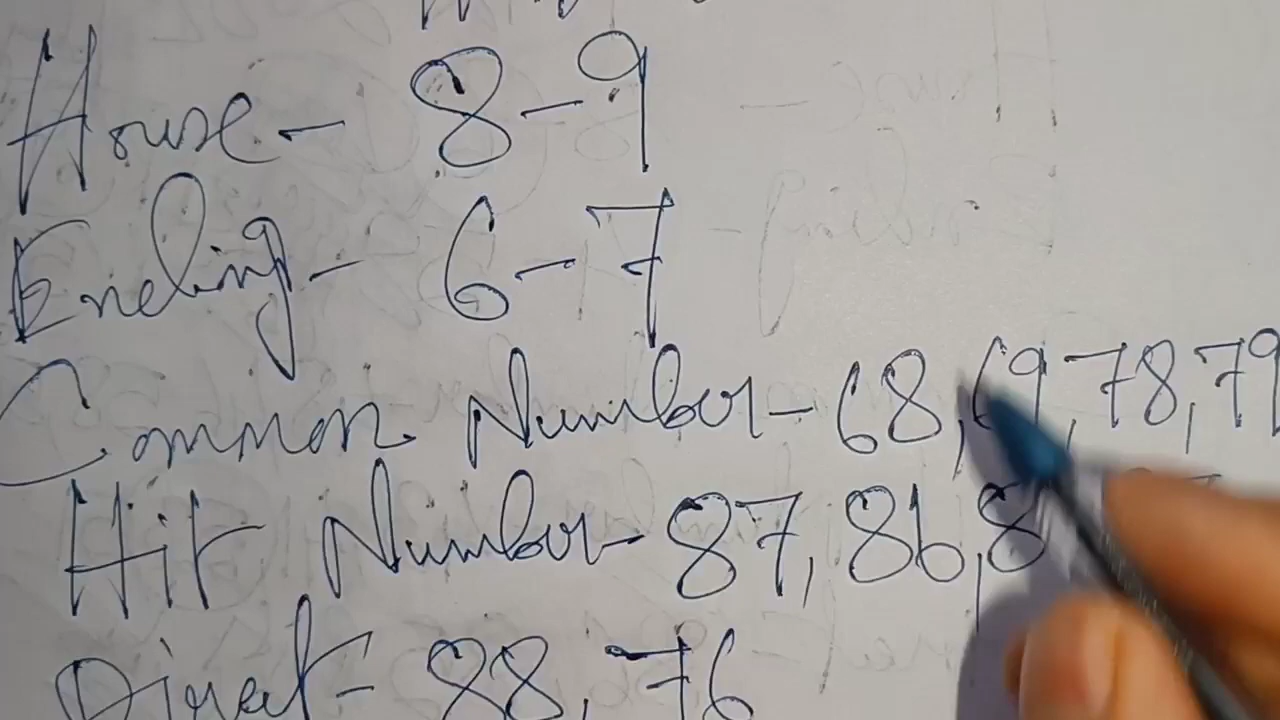 House - 8 - 9
Ending - 6 - 7
Common Number - 68, 69, 78, 79
Hit Number - 87, 86, 8
Direct - 88, 76